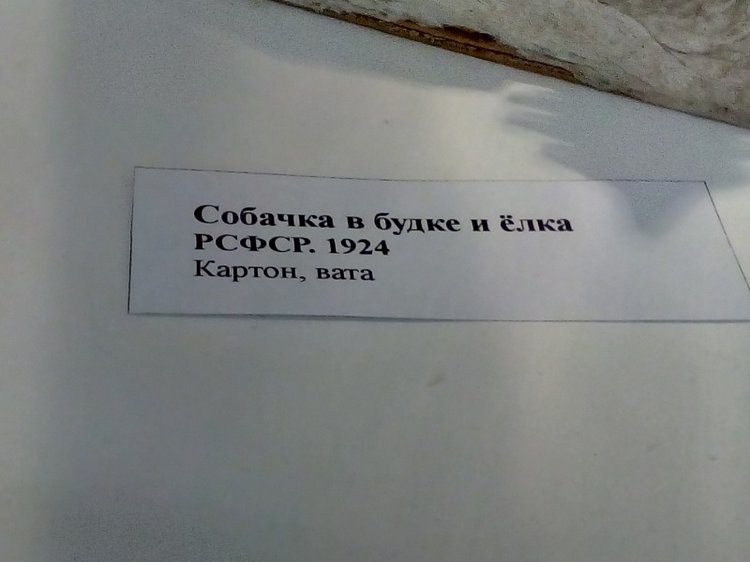 Собачка в будке и ёлка
РСФСР. 1924
Картон, вата